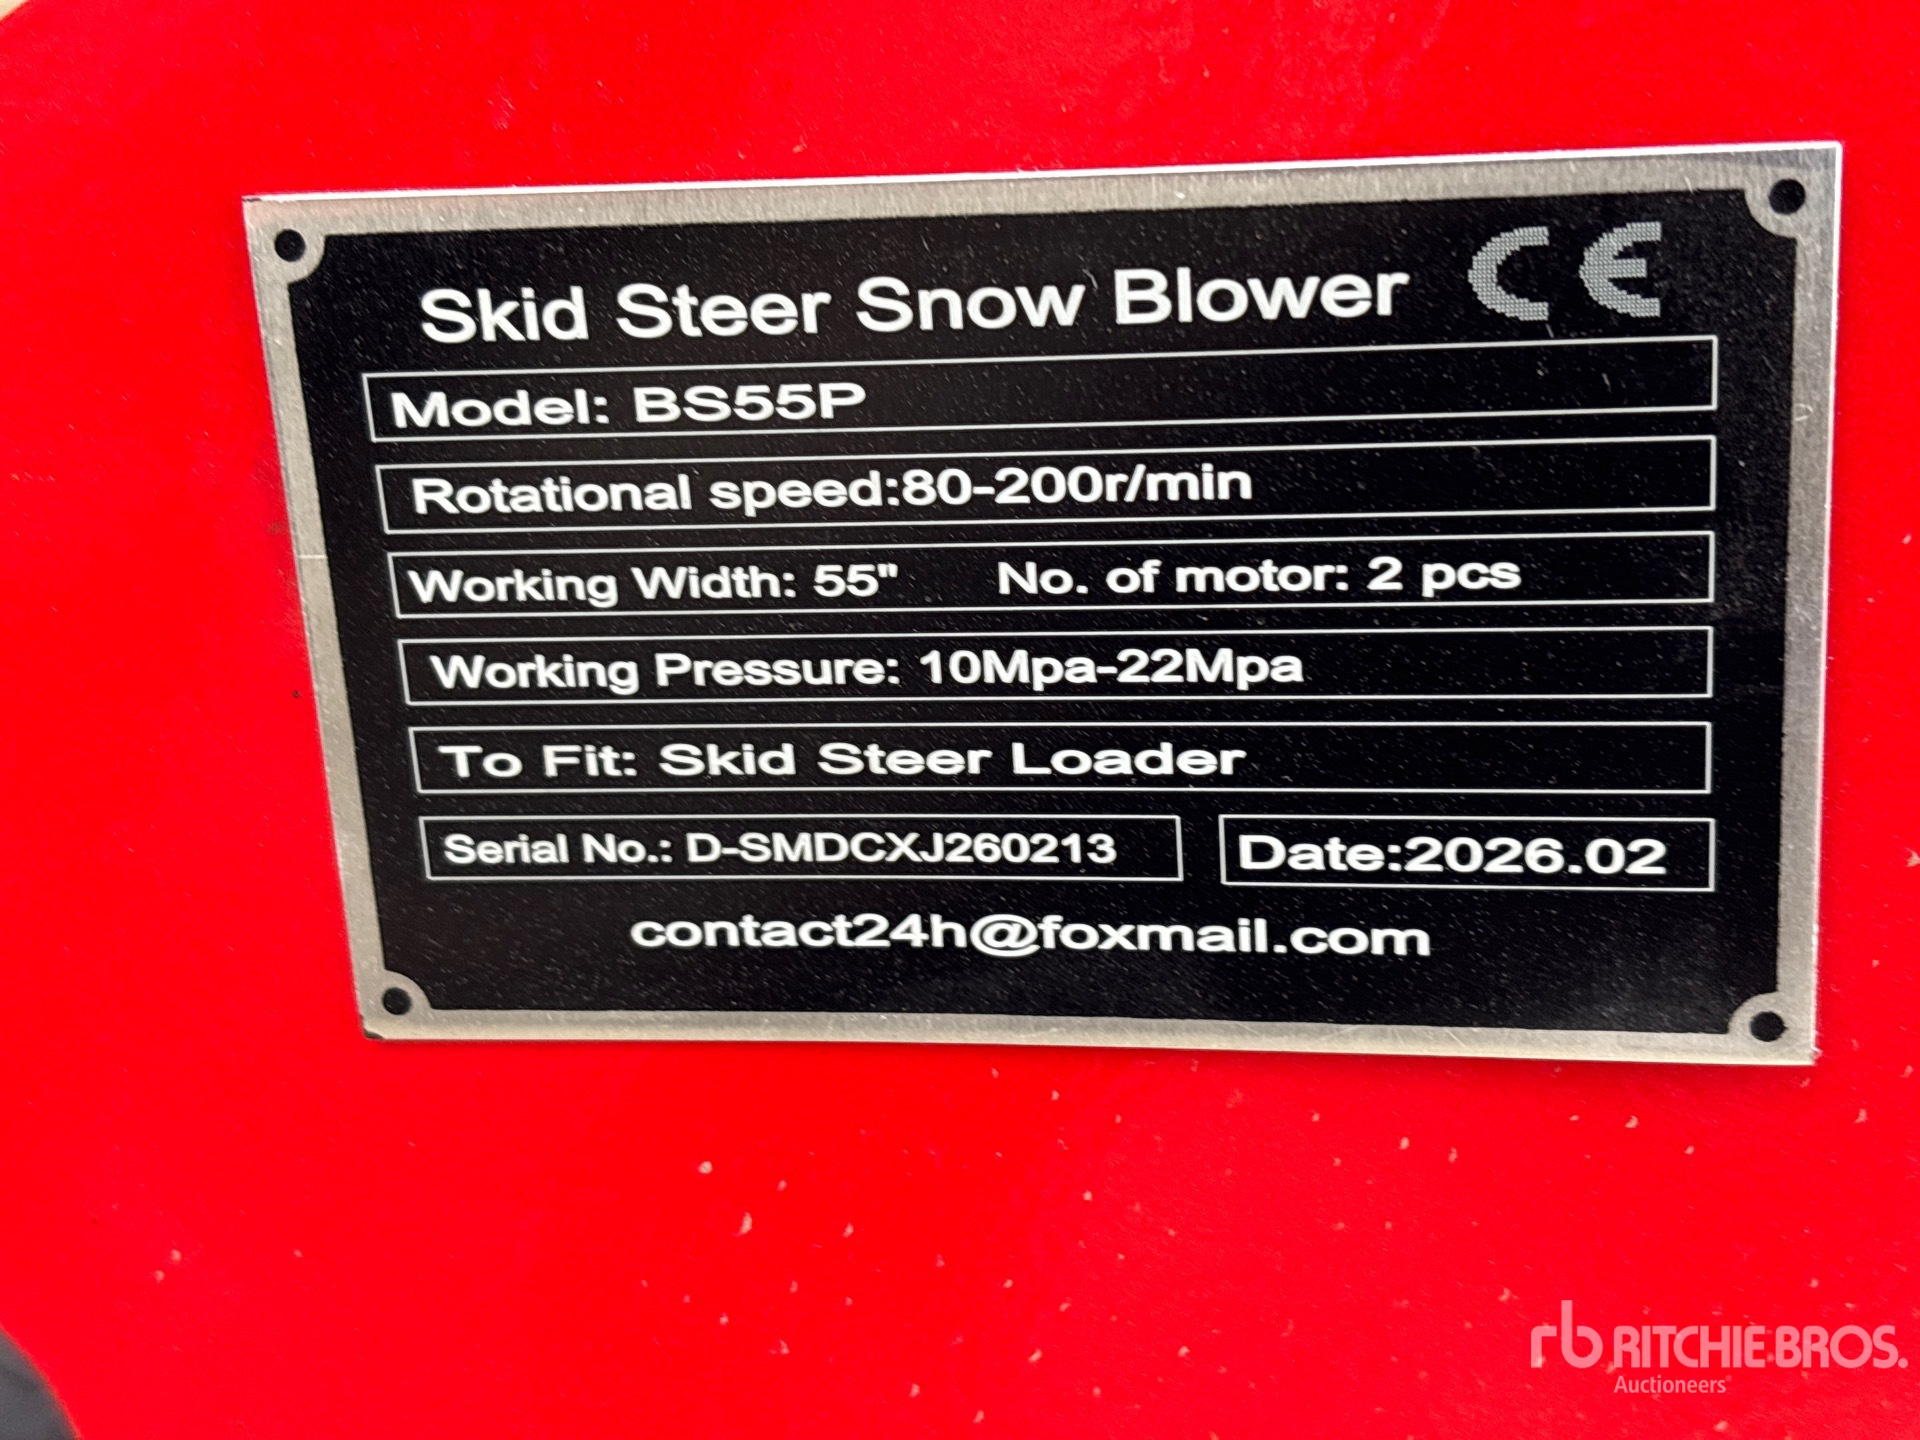 Skid Steer Snow Blower CE
Model: BS55P
Rotational speed:80-200r/min
Working Width: 55" No. of motor: 2 pcs
Working Pressure: 10Mpa-22Mpa
To Fit: Skid Steer Loader
Serial No.: D-SMDCXJ260213 Date:2026.02
contact24h@foxmail.com
rb RITCHIE BROS.
Auctioneers